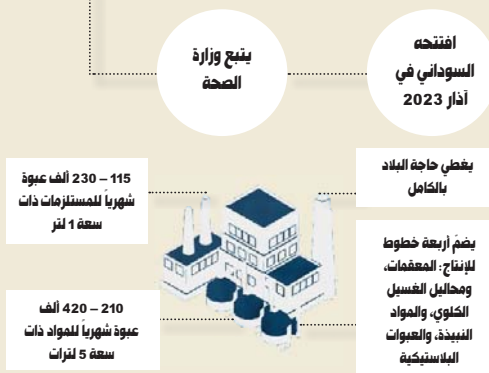 افتتحه
السوداني في
آذار 2023
يتبع وزارة
الصحة
يغطي حاجة البلاد
بالكامل
115 – 230 ألف عبوة
شهرياً للمستلزمات ذات
سعة 1 لتر
يضمّ أربعة خطوط
للإنتاج: المعقمات،
ومحاليل الغسيل
الكلوي، والمواد
النبيذة، والعبوات
البلاستيكية
210 – 420 ألف
عبوة شهرياً للمواد ذات
سعة 5 لترات